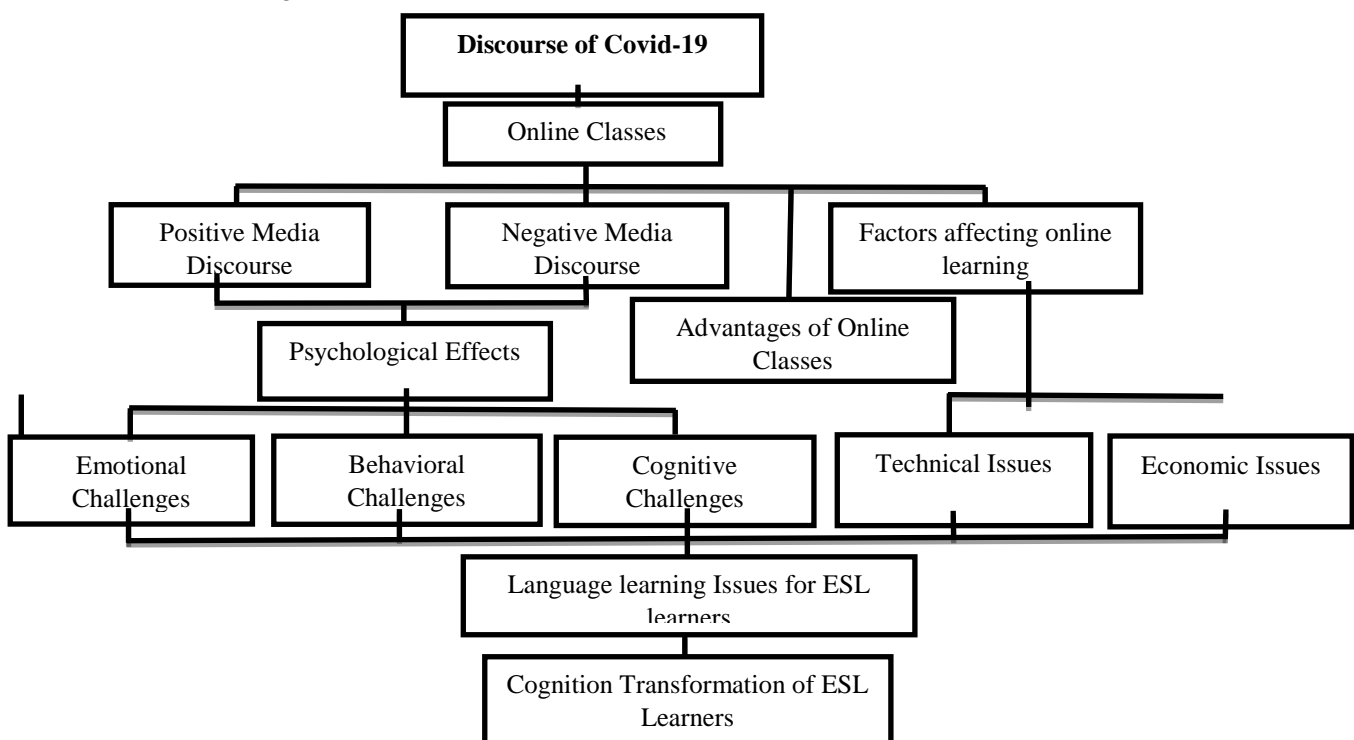 Discourse of Covid-19
Online Classes
Positive Media
Discourse
Negative Media
Discourse
Factors affecting online
learning
Advantages of Online
Classes
Psychological Effects
Emotional
Challenges
Behavioral
Challenges
Cognitive
Challenges
Technical Issues
Economic Issues
Language learning Issues for ESL
learners
Cognition Transformation of ESL
Learners